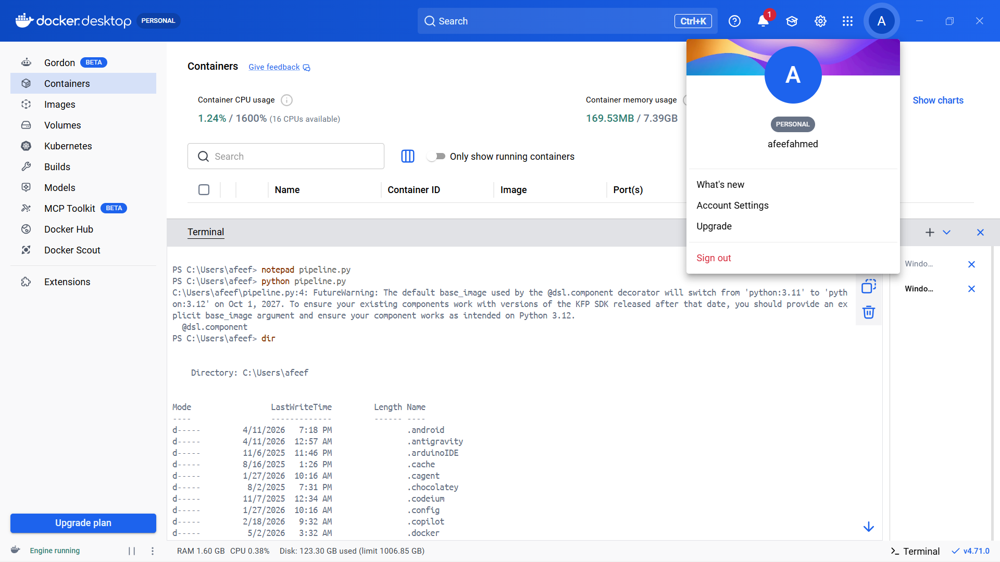 docker.desktop PERSONAL
Search Ctrl+K
1
A
Gordon BETA
Containers
Images
Volumes
Kubernetes
Builds
Models
MCP Toolkit BETA
Docker Hub
Docker Scout
Extensions
Upgrade plan
Containers Give feedback
Container CPU usage
1.24% / 1600% (16 CPUs available)
Container memory usage
169.53MB / 7.39GB
Show charts
Search
Only show running containers
Name Container ID Image Port(s)
A
PERSONAL
afeefahmed
What's new
Account Settings
Upgrade
Sign out
Terminal
Windo...
Windo...
PS C:\Users\afeef> notepad pipeline.py
PS C:\Users\afeef> python pipeline.py
C:\Users\afeef\pipeline.py:4: FutureWarning: The default base_image used by the @dsl.component decorator will switch from 'python:3.11' to 'pyth
on:3.12' on Oct 1, 2027. To ensure your existing components work with versions of the KFP SDK released after that date, you should provide an ex
plicit base_image argument and ensure your component works as intended on Python 3.12.
@dsl.component
PS C:\Users\afeef> dir
Directory: C:\Users\afeef
Mode LastWriteTime Length Name
---- ------------- ------ ----
d----- 4/11/2026 7:18 PM .android
d----- 4/11/2026 12:57 AM .antigravity
d----- 11/6/2025 11:46 PM .arduinoIDE
d----- 8/16/2025 1:26 PM .cache
d----- 1/27/2026 10:16 AM .cagent
d----- 8/2/2025 7:31 PM .chocolatey
d----- 11/7/2025 12:34 AM .codeium
d----- 1/27/2026 10:16 AM .config
d----- 2/18/2026 9:32 AM .copilot
d----- 5/2/2026 3:32 AM .docker
Engine running
RAM 1.60 GB CPU 0.38% Disk: 123.30 GB used (limit 1006.85 GB)
Terminal v4.71.0